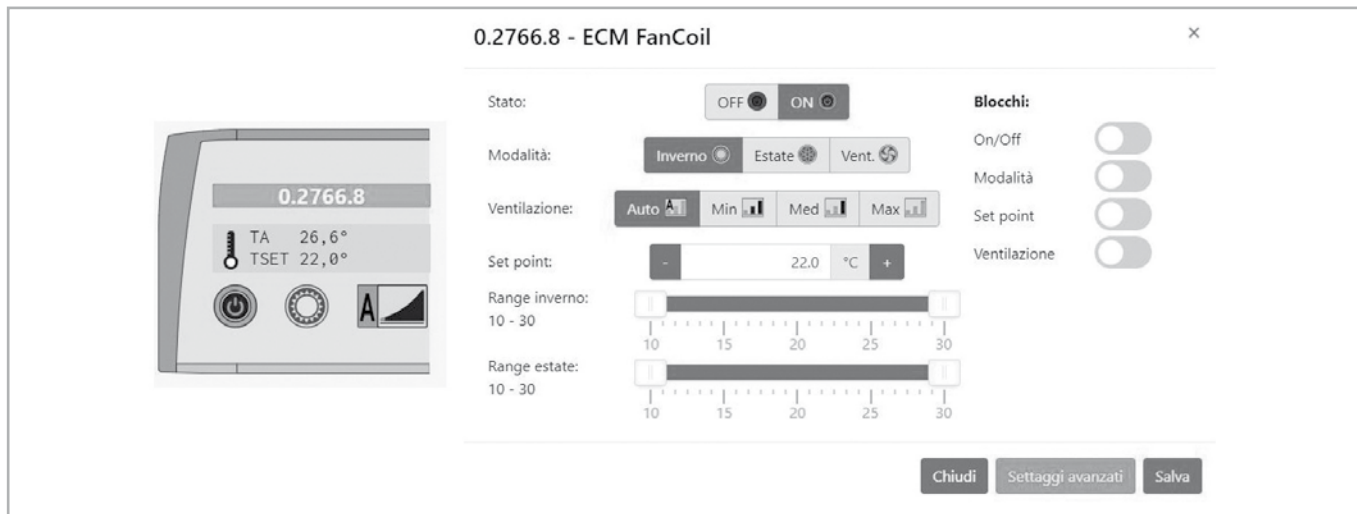 0.2766.8 - ECM FanCoil
×
0.2766.8
TA 26,6°
TSET 22,0°
A
Stato:
OFF ON
Modalità:
Inverno Estate Vent.
Ventilazione:
Auto A Min Med Max
Set point:
- 22.0 °C +
Range inverno:
10 - 30
10 15 20 25 30
Range estate:
10 - 30
10 15 20 25 30
Blocchi:
On/Off
Modalità
Set point
Ventilazione
Chiudi Settaggi avanzati Salva